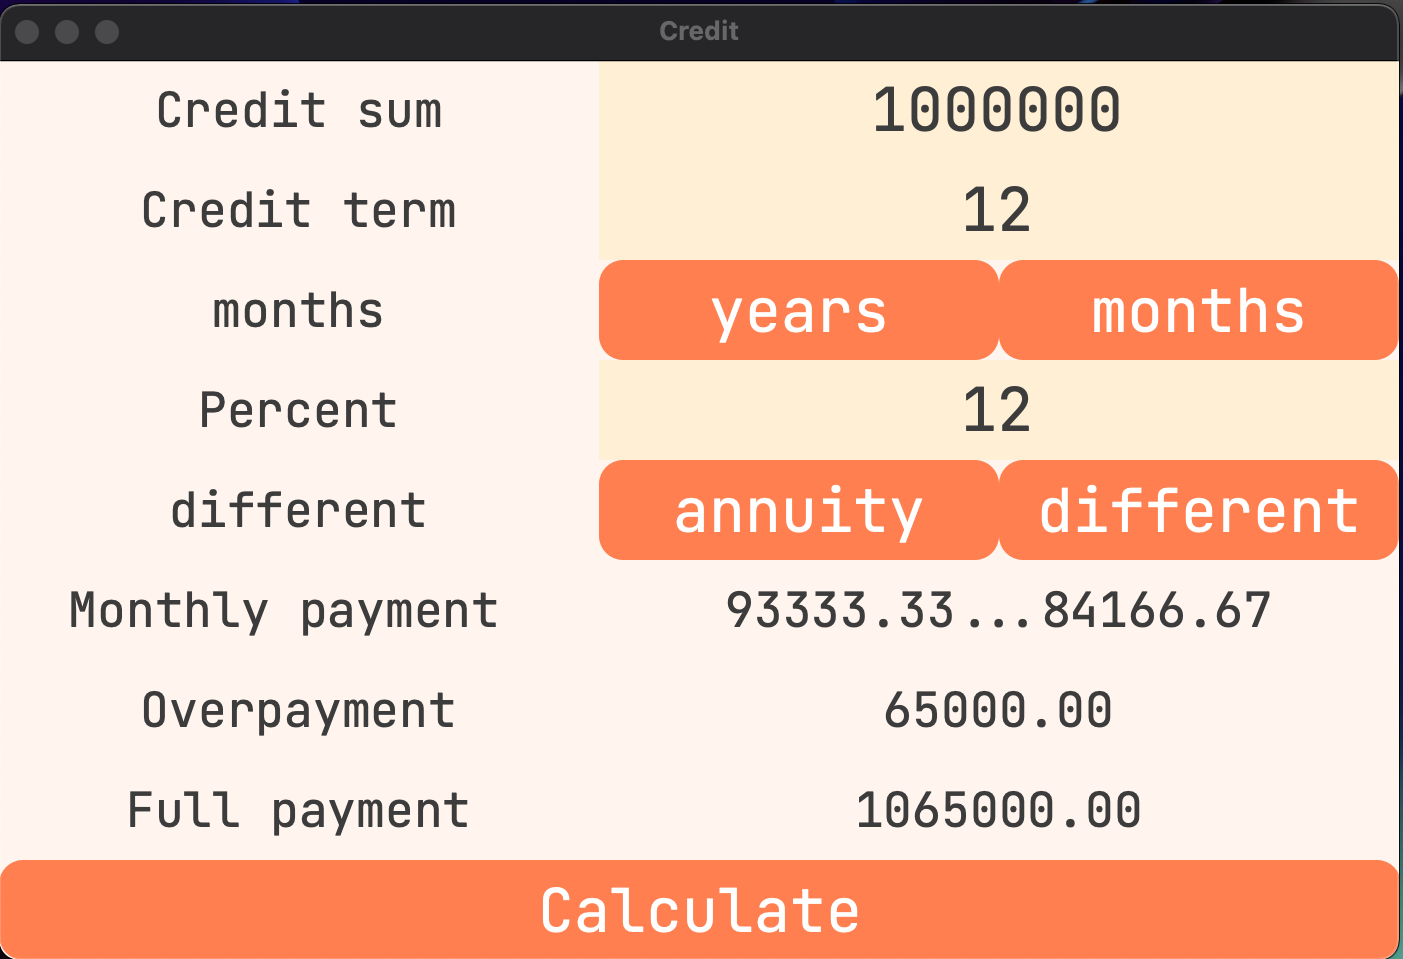 Credit
Credit sum 1000000
Credit term 12
months years months
Percent 12
different annuity different
Monthly payment 93333.33...84166.67
Overpayment 65000.00
Full payment 1065000.00
Calculate